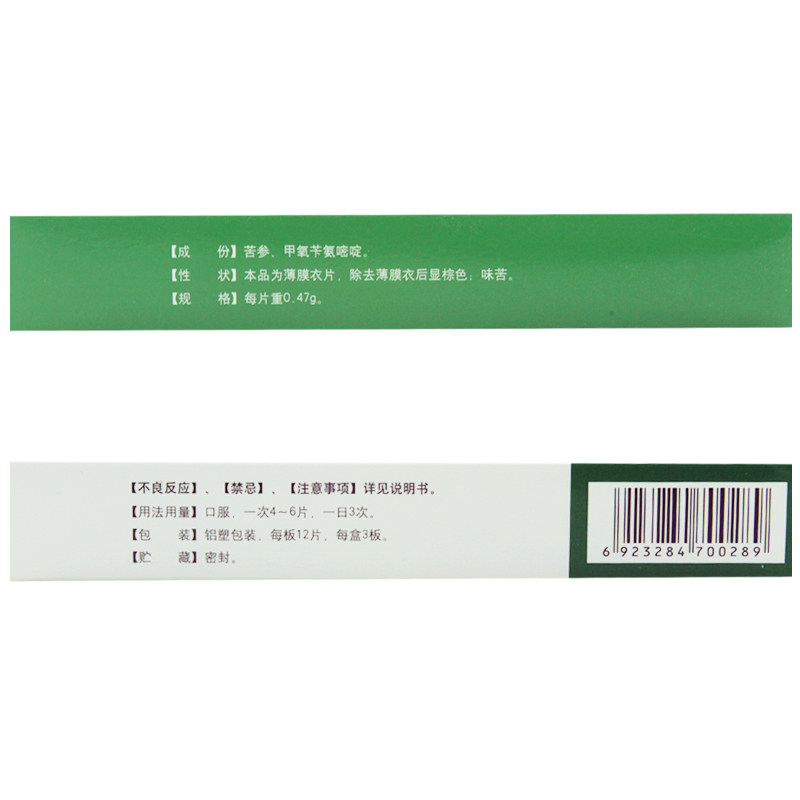 【成　份】苦参、甲氧苄氨嘧啶。
【性　状】本品为薄膜衣片，除去薄膜衣后显棕色；味苦。
【规　格】每片重0.47g。
【不良反应】、【禁忌】、【注意事项】详见说明书。
【用法用量】口服，一次4～6片，一日3次。
【包　装】铝塑包装，每板12片，每盒3板。
【贮　藏】密封。
6 923284 700289